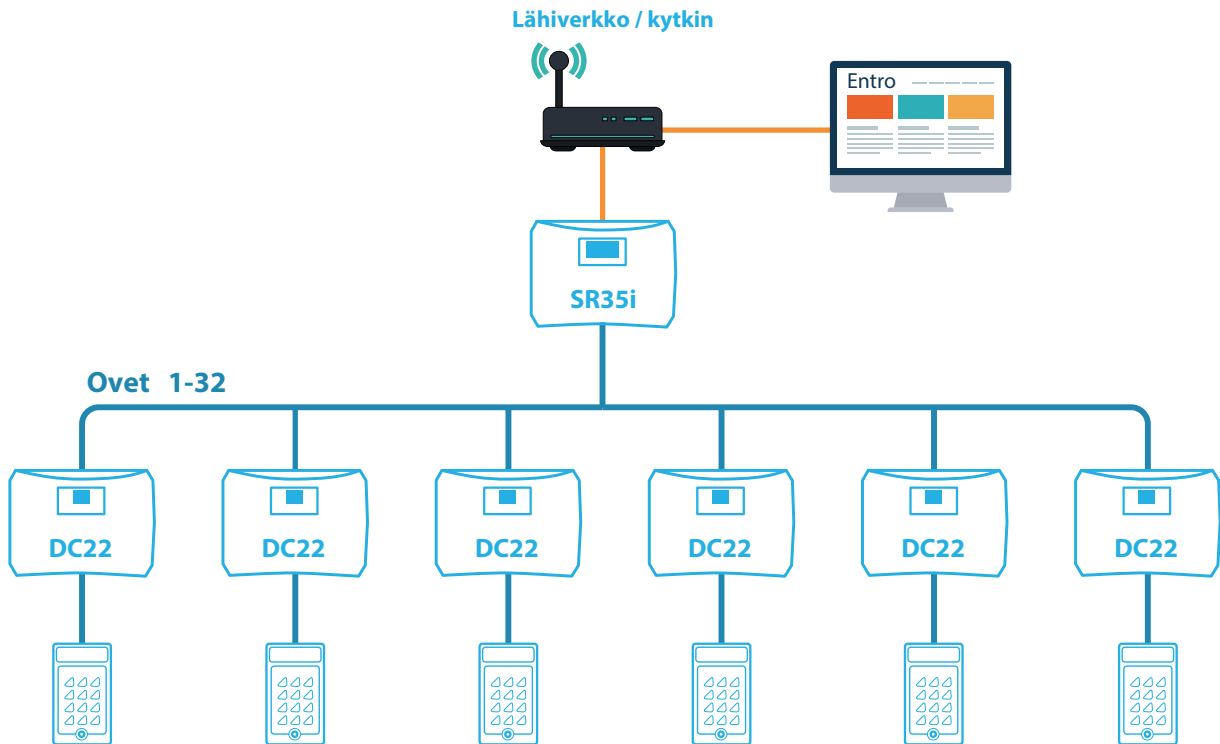 Lähiverkko / kytkin
Entro
SR35i
Ovet 1-32
DC22
DC22
DC22
DC22
DC22
DC22